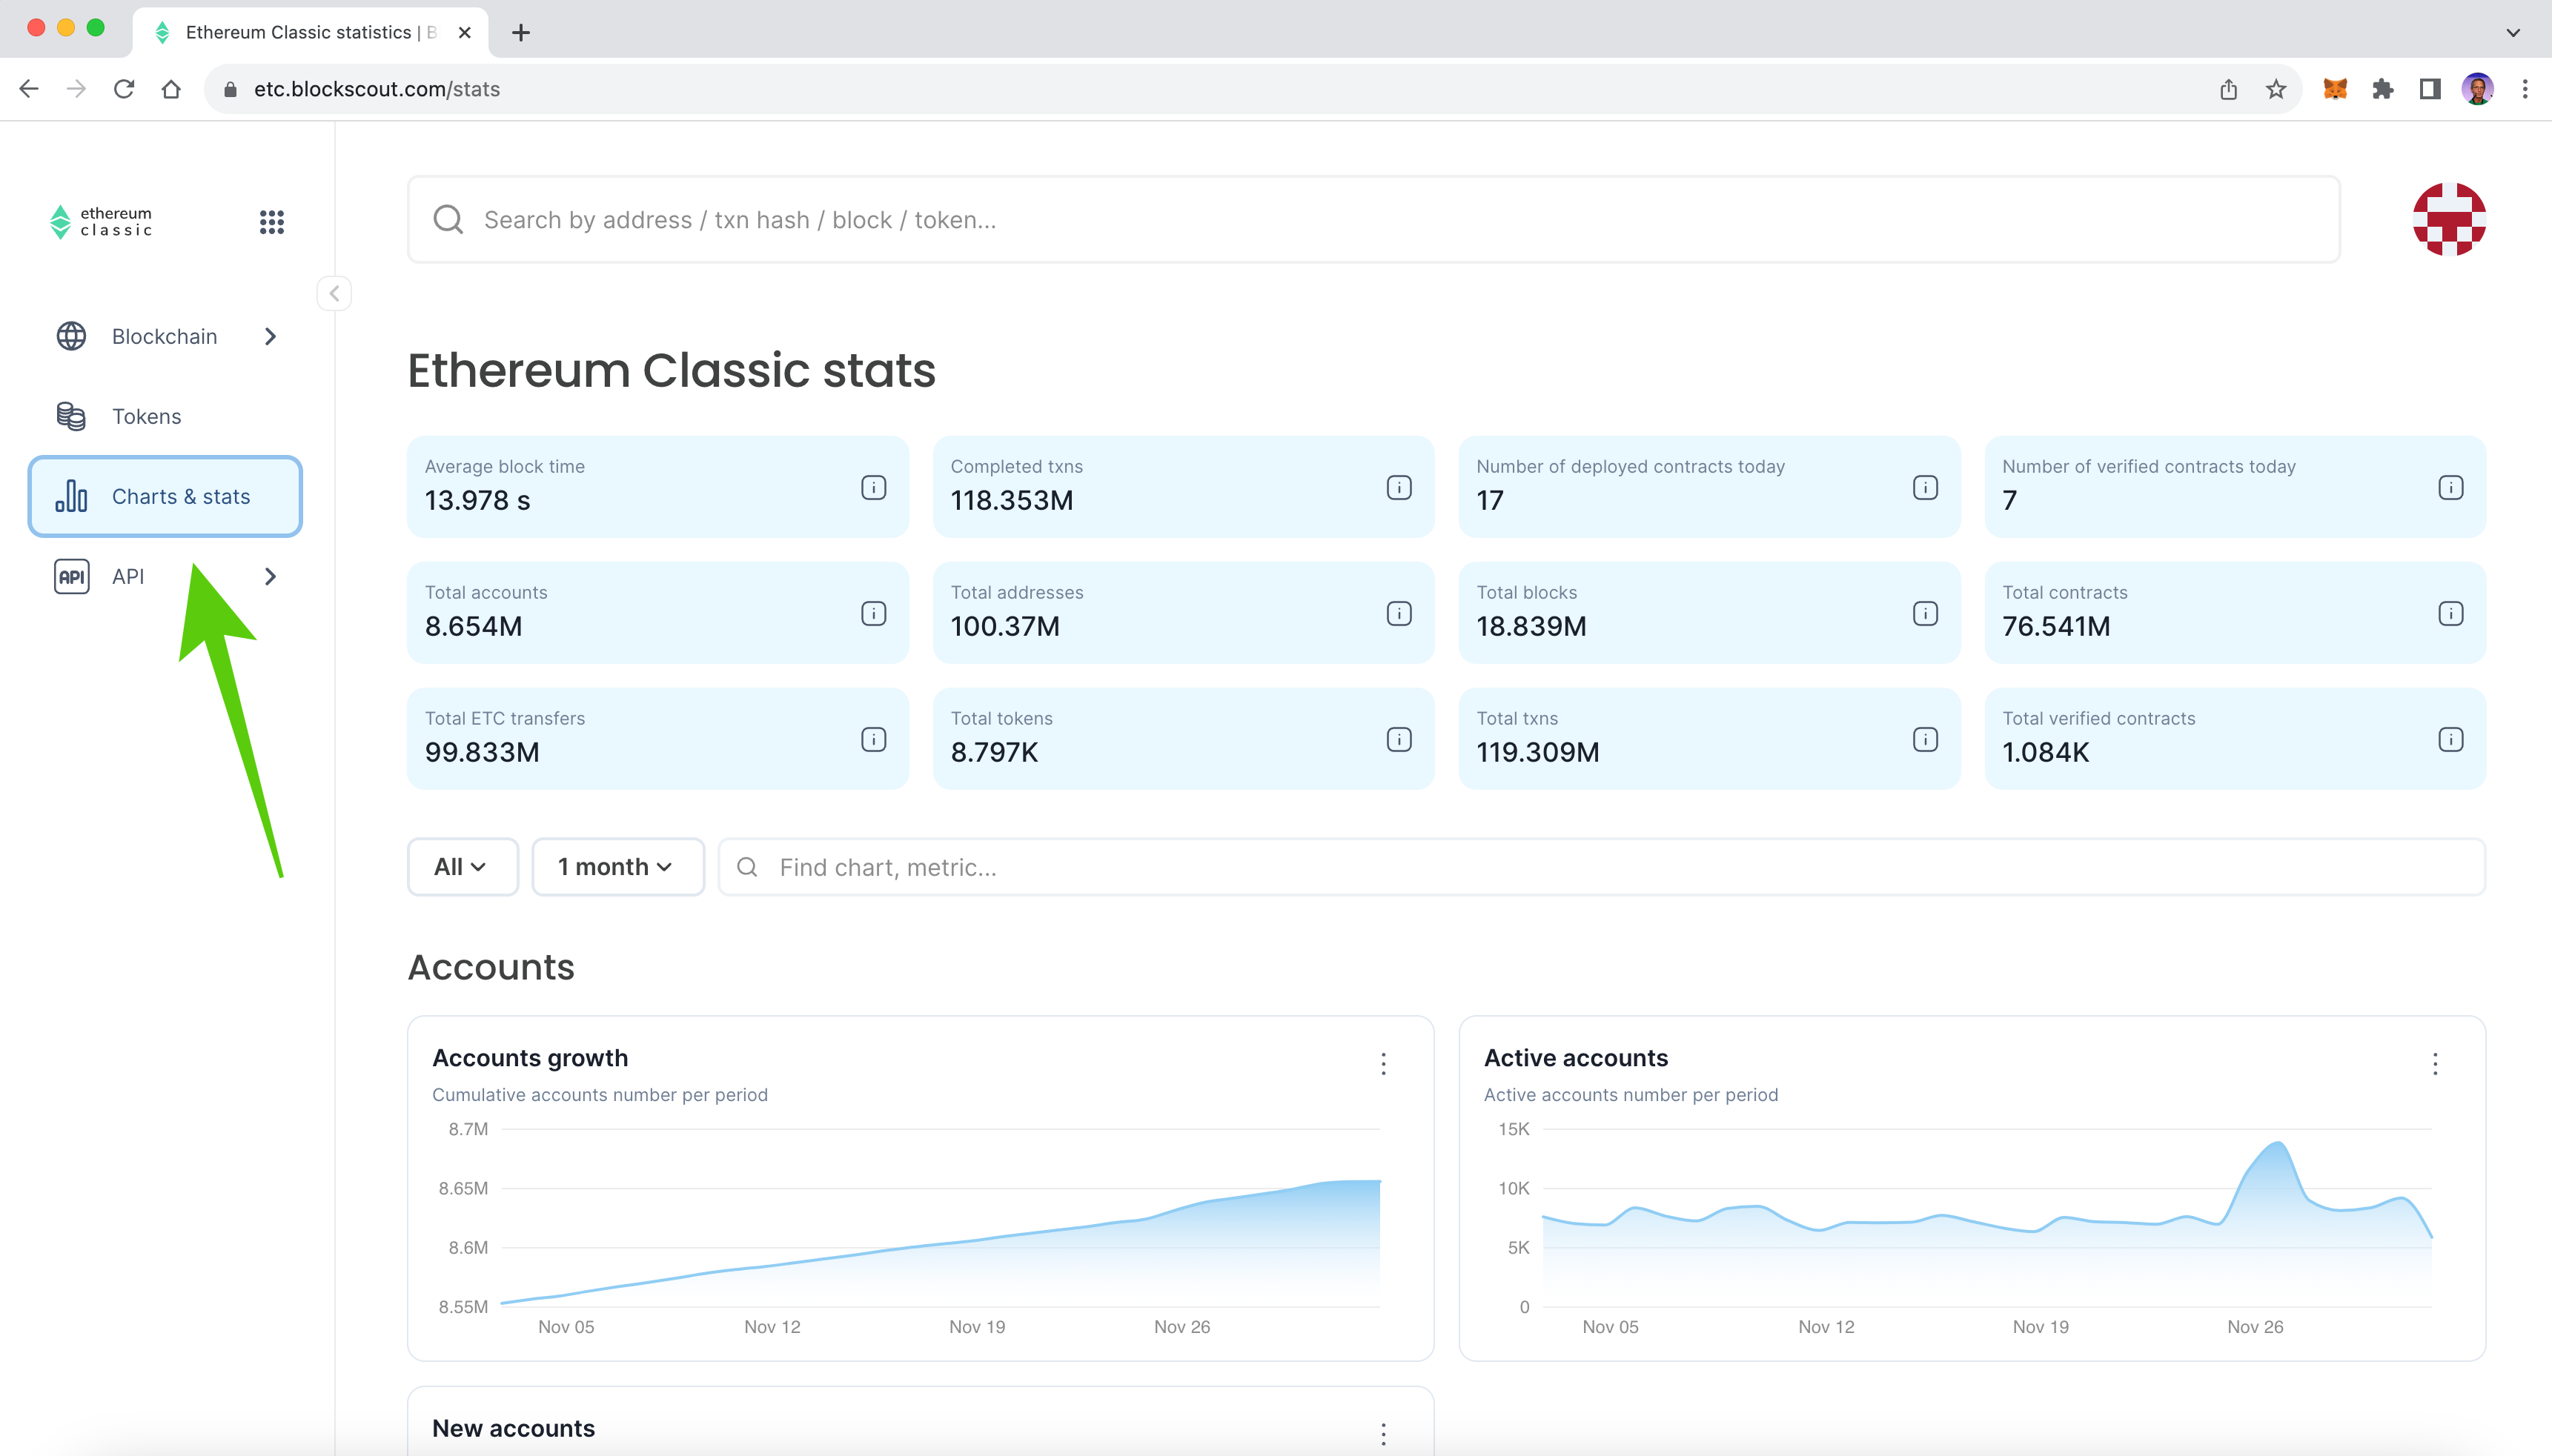 Ethereum Classic statistics | B
etc.blockscout.com/stats
ethereum
classic
Search by address / txn hash / block / token...
Blockchain
Tokens
Charts & stats
API
API
Ethereum Classic stats
Average block time
13.978 s
Completed txns
118.353M
Number of deployed contracts today
17
Number of verified contracts today
7
Total accounts
8.654M
Total addresses
100.37M
Total blocks
18.839M
Total contracts
76.541M
Total ETC transfers
99.833M
Total tokens
8.797K
Total txns
119.309M
Total verified contracts
1.084K
All
1 month
Find chart, metric...
Accounts
Accounts growth
Cumulative accounts number per period
8.7M
8.65M
8.6M
8.55M
Nov 05 Nov 12 Nov 19 Nov 26
Active accounts
Active accounts number per period
15K
10K
5K
0
Nov 05 Nov 12 Nov 19 Nov 26
New accounts